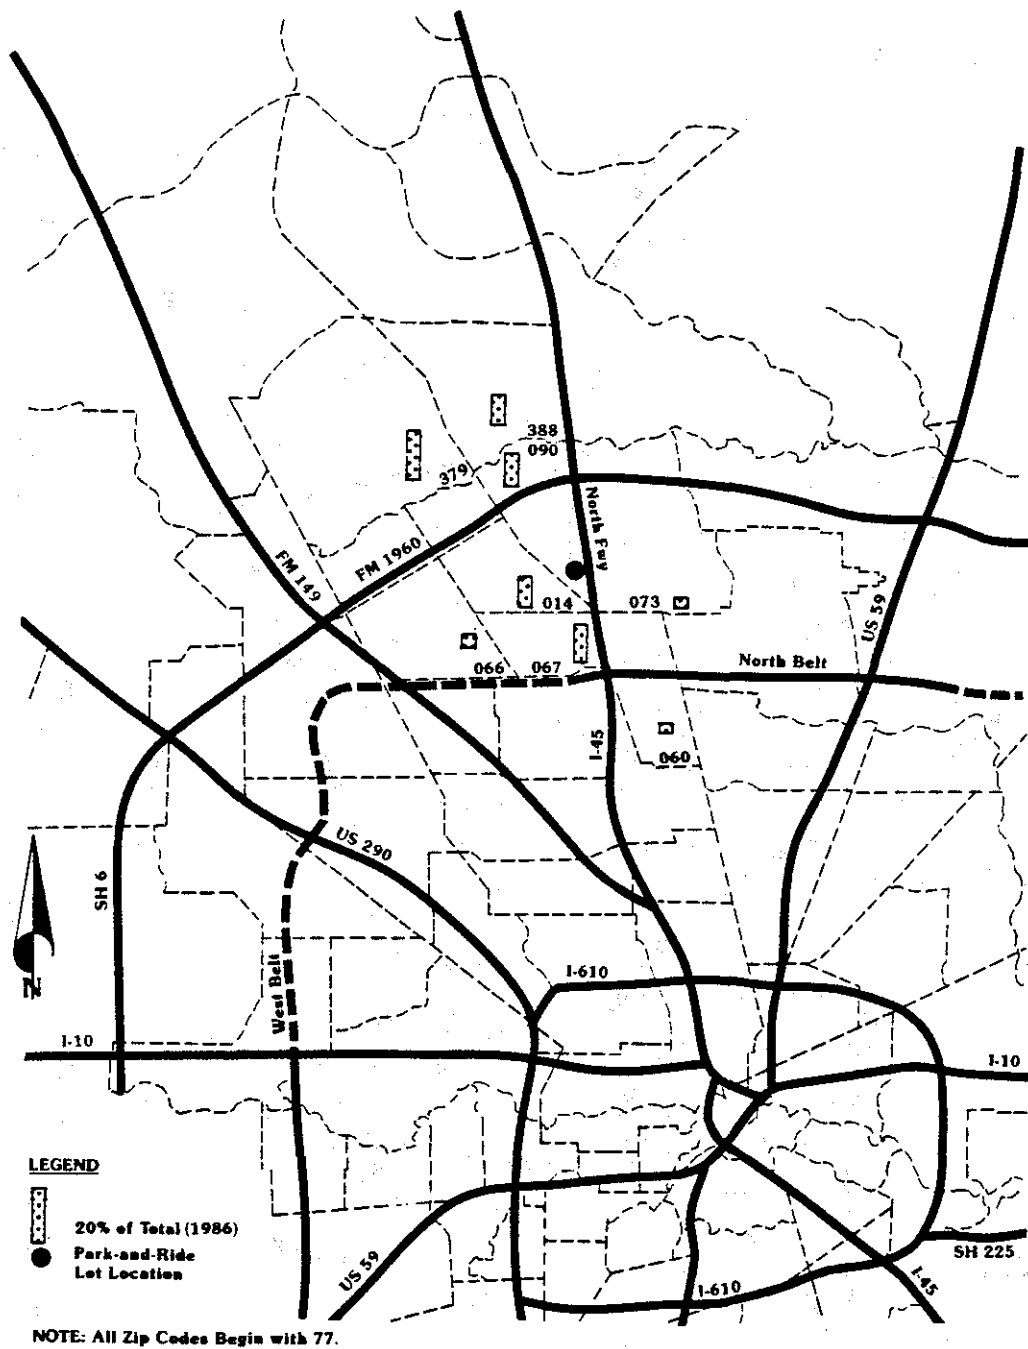 388
090
379
North Fwy
FM 1960
FM 149
014
073
US 59
066
067
North Belt
I-45
060
US 290
SH 6
I-610
West Belt
N
I-10
I-10
LEGEND
20% of Total (1986)
Park-and-Ride
Lot Location
US 59
SH 225
I-45
I-610
NOTE: All Zip Codes Begin with 77.